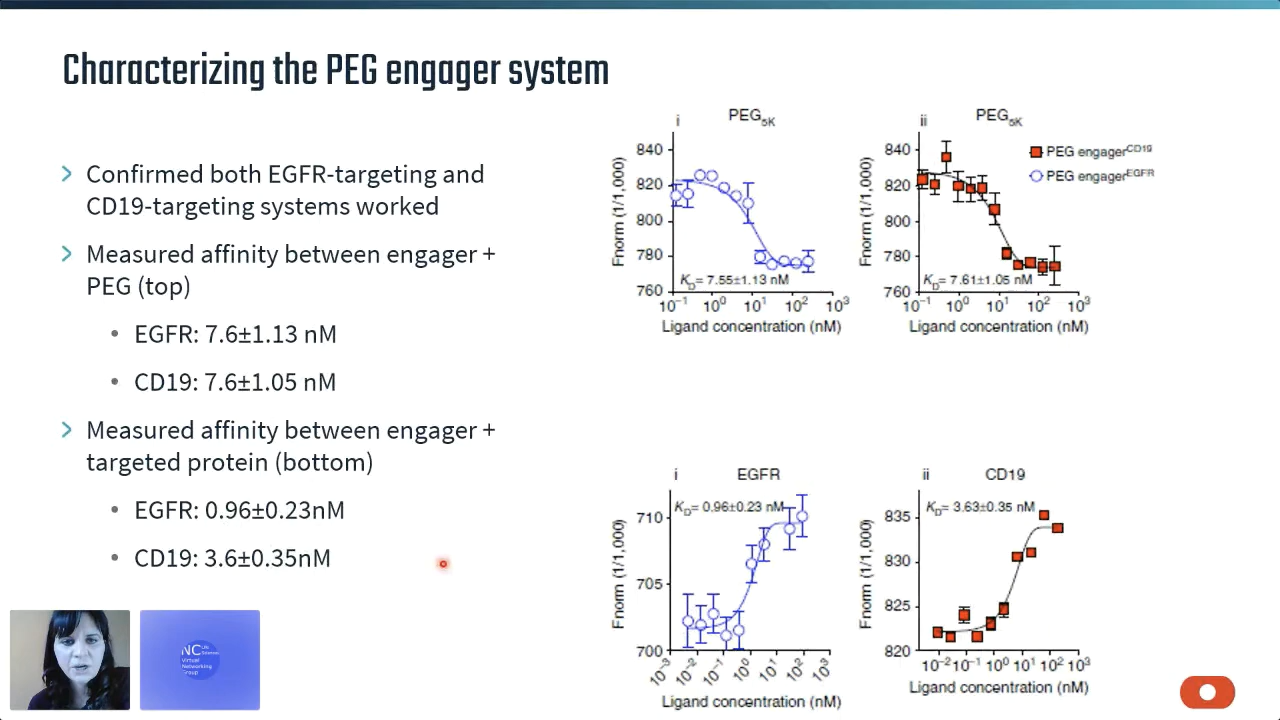 Characterizing the PEG engager system
Confirmed both EGFR-targeting and
CD19-targeting systems worked
Measured affinity between engager +
PEG (top)
• EGFR: 7.6±1.13 nM
• CD19: 7.6±1.05 nM
Measured affinity between engager +
targeted protein (bottom)
• EGFR: 0.96±0.23nM
• CD19: 3.6±0.35nM
i PEG5K
Fnorm (1/1,000)
840
820
800
780
760
KD= 7.55±1.13 nM
10−1 100 101 102 103
Ligand concentration (nM)
ii PEG5K
PEG engagerCD19
PEG engagerEGFR
Fnorm (1/1,000)
840
820
800
780
760
KD= 7.61±1.05 nM
10−1 100 101 102 103
Ligand concentration (nM)
i EGFR
KD= 0.96±0.23 nM
Fnorm (1/1,000)
710
705
700
10−3 10−2 10−1 100 101 102 103
Ligand concentration (nM)
ii CD19
KD= 3.63±0.35 nM
Fnorm (1/1,000)
835
830
825
820
10−2 10−1 100 101 102 103
Ligand concentration (nM)
NC Life
Sciences
Virtual
Networking
Group